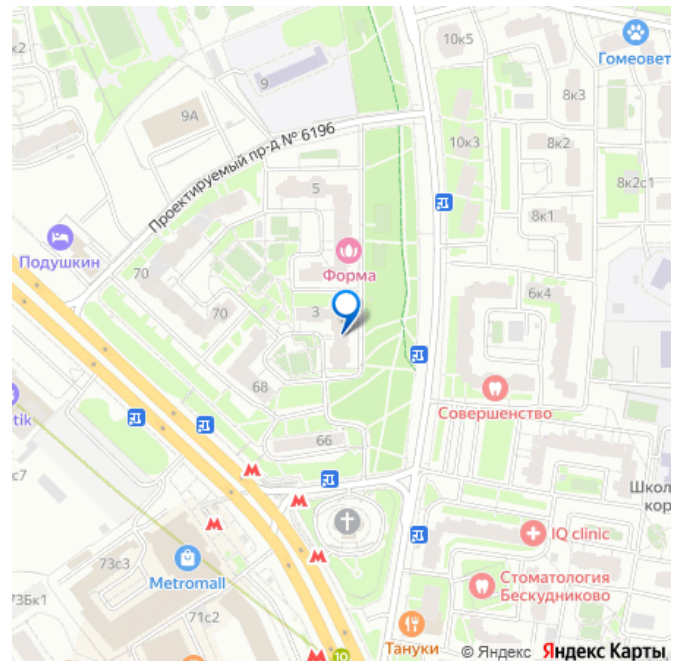 к2
10к5
Гомеовет
9
8к3
9А
Проектируемый пр-д № 6196
10к3
8к2
8к2с1
5
8к1
Подушкин
Форма
70
6к4
3
70
68
Совершенство
tik
66
с7
Школ
кор
IQ clinic
73с3
Metromall
Стоматология
Бескудниково
73Бк1
71с2
Тануки
10
© Яндекс Яндекс Карты